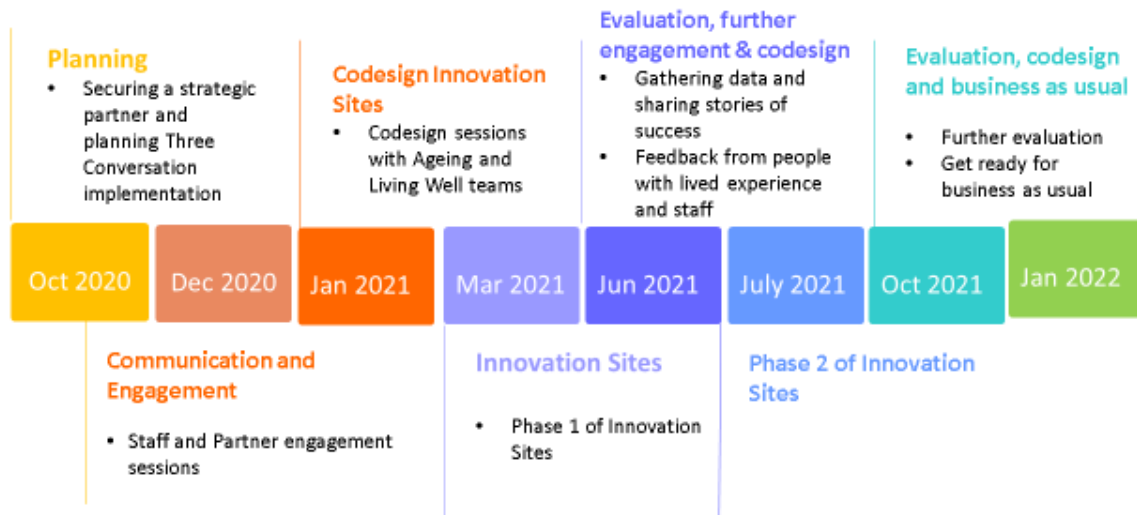 Planning
• Securing a strategic
partner and
planning Three
Conversation
implementation
Codesign Innovation
Sites
• Codesign sessions
with Ageing and
Living Well teams
Evaluation, further
engagement & codesign
• Gathering data and
sharing stories of
success
• Feedback from people
with lived experience
and staff
Evaluation, codesign
and business as usual
• Further evaluation
• Get ready for
business as usual
Oct 2020
Dec 2020
Jan 2021
Mar 2021
Jun 2021
July 2021
Oct 2021
Jan 2022
Communication and
Engagement
• Staff and Partner engagement
sessions
Innovation Sites
• Phase 1 of Innovation
Sites
Phase 2 of Innovation
Sites